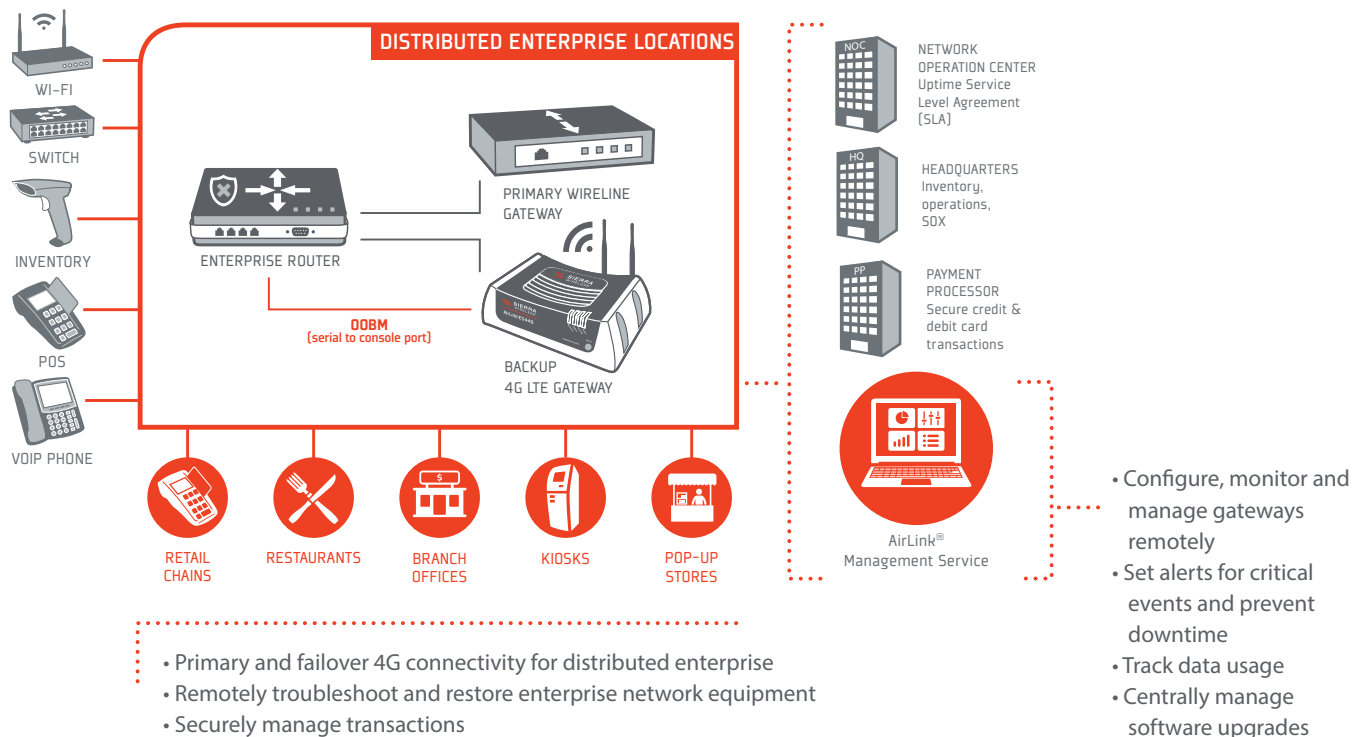 DISTRIBUTED ENTERPRISE LOCATIONS
WI-FI
SWITCH
INVENTORY
POS
VOIP PHONE
ENTERPRISE ROUTER
PRIMARY WIRELINE
GATEWAY
OOBM
(serial to console port)
SIERRA
WIRELESS
SIERRA
WIRELESS
BACKUP
4G LTE GATEWAY
RETAIL
CHAINS
RESTAURANTS
$
BRANCH
OFFICES
KIOSKS
POP-UP
STORES
NOC
NETWORK
OPERATION CENTER
Uptime Service
Level Agreement
(SLA)
HQ
HEADQUARTERS
Inventory,
operations,
SOX
PP
PAYMENT
PROCESSOR
Secure credit &
debit card
transactions
AirLink®
Management Service
• Configure, monitor and
manage gateways
remotely
• Set alerts for critical
events and prevent
downtime
• Track data usage
• Centrally manage
software upgrades
• Primary and failover 4G connectivity for distributed enterprise
• Remotely troubleshoot and restore enterprise network equipment
• Securely manage transactions